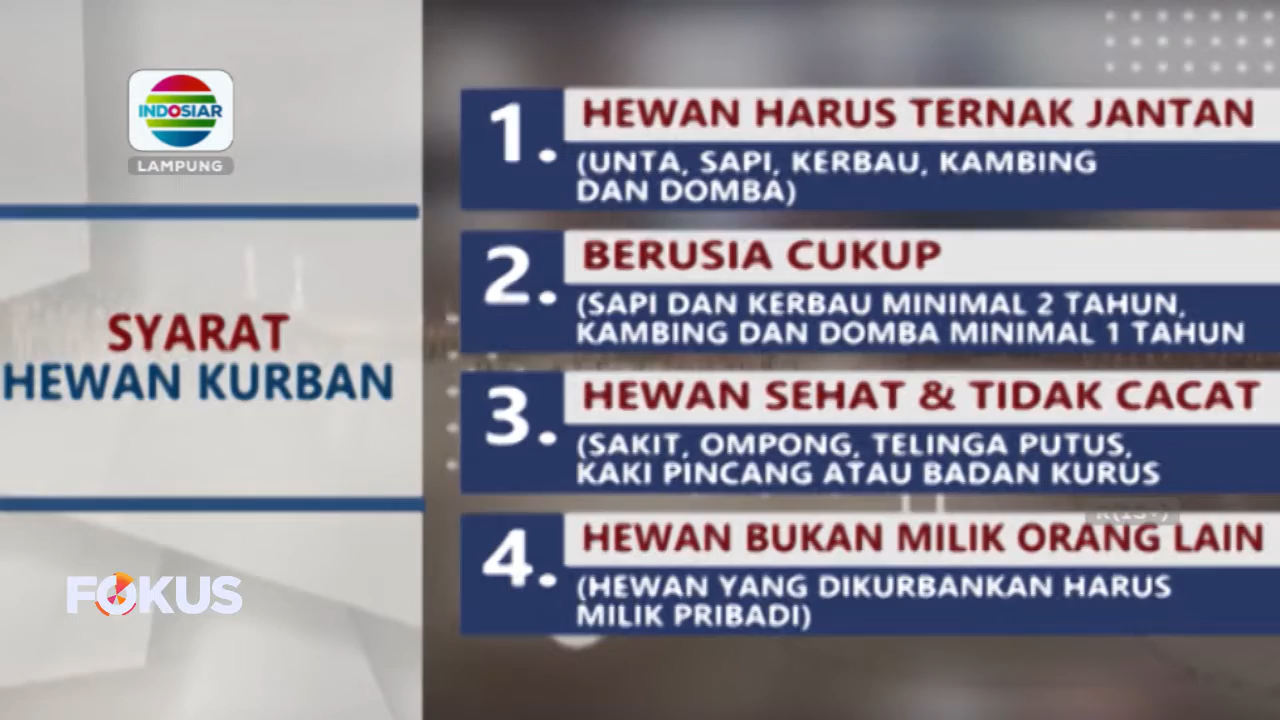 INDOSIAR
LAMPUNG
SYARAT
HEWAN KURBAN
FOKUS
1. HEWAN HARUS TERNAK JANTAN
(UNTA, SAPI, KERBAU, KAMBING
DAN DOMBA)
2. BERUSIA CUKUP
(SAPI DAN KERBAU MINIMAL 2 TAHUN,
KAMBING DAN DOMBA MINIMAL 1 TAHUN
3. HEWAN SEHAT & TIDAK CACAT
(SAKIT, OMPONG, TELINGA PUTUS,
KAKI PINCANG ATAU BADAN KURUS
4. HEWAN BUKAN MILIK ORANG LAIN
(HEWAN YANG DIKURBANKAN HARUS
MILIK PRIBADI)